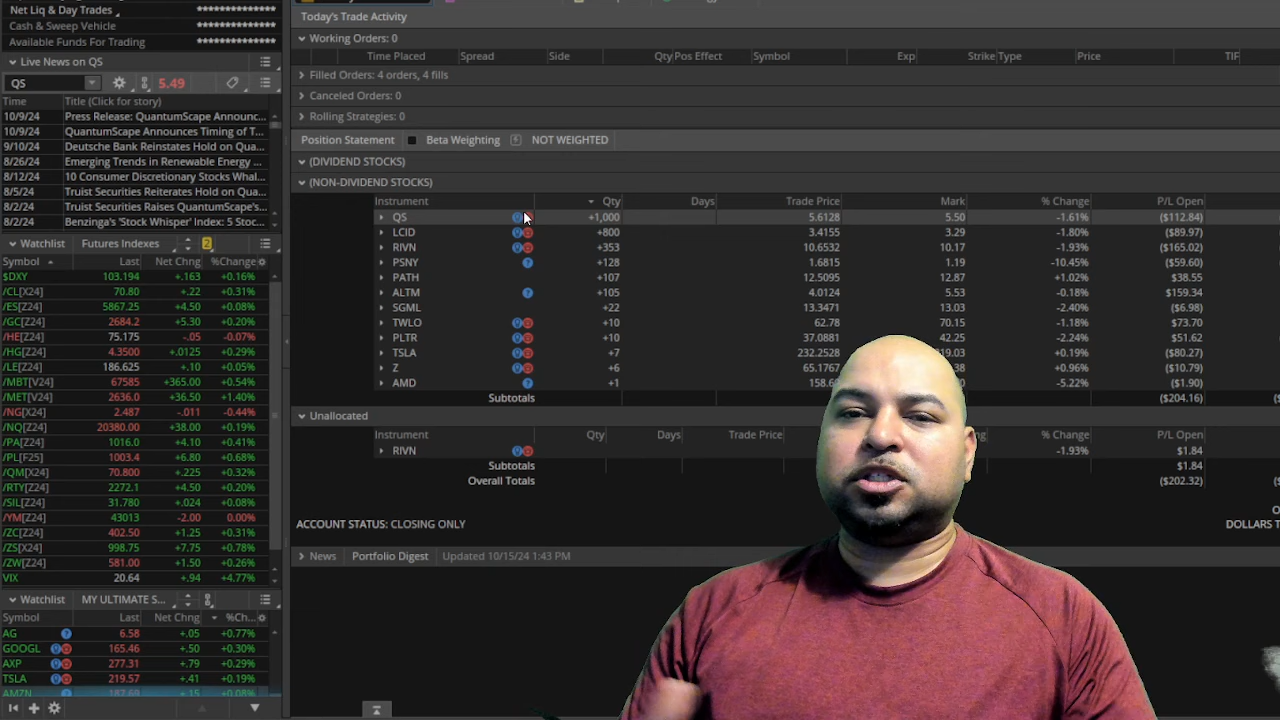 Net Liq & Day Trades **************
Cash & Sweep Vehicle **************
Available Funds For Trading **************
Live News on QS
QS 5.49
Time Title (Click for story)
10/9/24 Press Release: QuantumScape Announc...
10/9/24 QuantumScape Announces Timing of T...
9/10/24 Deutsche Bank Reinstates Hold on Qua...
8/26/24 Emerging Trends in Renewable Energy ...
8/12/24 10 Consumer Discretionary Stocks Whal...
8/5/24 Truist Securities Reiterates Hold on Qua...
8/2/24 Truist Securities Raises QuantumScape's...
8/2/24 Benzinga's 'Stock Whisper' Index: 5 Stoc...
Watchlist Futures Indexes 2
Symbol Last Net Chng %Change
$DXY 103.194 +.163 +0.16%
/CL[X24] 70.80 +.22 +0.31%
/ES[Z24] 5867.25 +4.50 +0.08%
/GC[Z24] 2684.2 +5.30 +0.20%
/HE[Z24] 75.175 -.05 -0.07%
/HG[Z24] 4.3500 +.0125 +0.29%
/LE[Z24] 186.625 +.10 +0.05%
/MBT[V24] 67585 +365.00 +0.54%
/MET[V24] 2636.0 +36.50 +1.40%
/NG[X24] 2.487 -.011 -0.44%
/NQ[Z24] 20380.00 +38.00 +0.19%
/PA[Z24] 1016.0 +4.10 +0.41%
/PL[F25] 1003.4 +6.80 +0.68%
/QM[X24] 70.800 +.225 +0.32%
/RTY[Z24] 2272.1 +4.50 +0.20%
/SIL[Z24] 31.780 +.024 +0.08%
/YM[Z24] 43013 -2.00 0.00%
/ZC[Z24] 402.50 +1.25 +0.31%
/ZS[X24] 998.75 +7.75 +0.78%
/ZW[Z24] 581.00 +1.50 +0.26%
VIX 20.64 +.94 +4.77%
Watchlist MY ULTIMATE S...
Symbol Last Net Chng %Ch...
AG 6.58 +.05 +0.77%
GOOGL 165.46 +.50 +0.30%
AXP 277.31 +.79 +0.29%
TSLA 219.57 +.41 +0.19%
AMZN 187.69 +.15 +0.08%
Today's Trade Activity
Working Orders: 0
Time Placed Spread Side Qty Pos Effect Symbol Exp Strike Type Price TIF
Filled Orders: 4 orders, 4 fills
Canceled Orders: 0
Rolling Strategies: 0
Position Statement Beta Weighting NOT WEIGHTED
(DIVIDEND STOCKS)
(NON-DIVIDEND STOCKS)
Instrument Qty Days Trade Price Mark % Change P/L Open
QS +1,000 5.6128 5.50 -1.61% ($112.84)
LCID +800 3.4155 3.29 -1.80% ($89.97)
RIVN +353 10.6532 10.17 -1.93% ($165.02)
PSNY +128 1.6815 1.19 -10.45% ($59.60)
PATH +107 12.5095 12.87 +1.02% $38.55
ALTM +105 4.0124 5.53 -0.18% $159.34
SGML +22 13.3471 13.03 -2.40% ($6.98)
TWLO +10 62.78 70.15 -1.18% $73.70
PLTR +10 37.0881 42.25 -2.24% $51.62
TSLA +7 232.2528 19.03 +0.19% ($80.27)
Z +6 65.1767 38 +0.96% ($10.79)
AMD +1 158.6 -5.22% ($1.90)
Subtotals ($204.16)
Unallocated
Instrument Qty Days Trade Price % Change P/L Open
RIVN -1.93% $1.84
Subtotals $1.84
Overall Totals ($202.32)
ACCOUNT STATUS: CLOSING ONLY
DOLLARS T
News Portfolio Digest Updated 10/15/24 1:43 PM